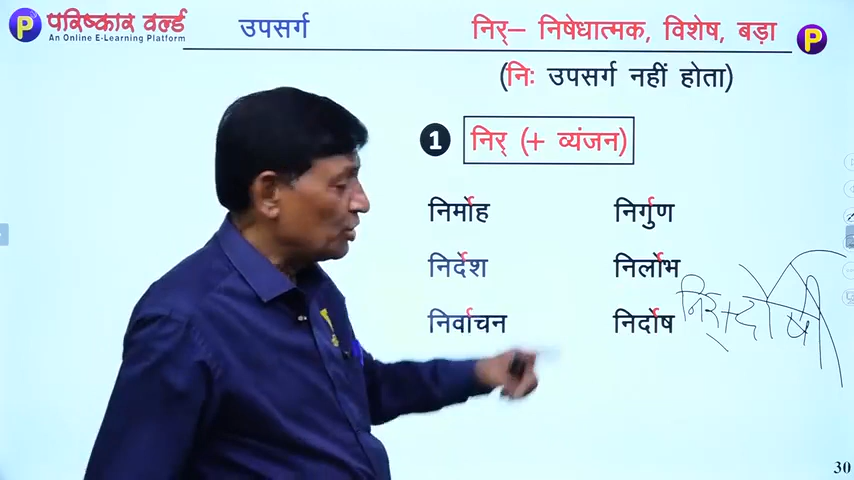 परिष्कार वर्ल्ड
An Online E-Learning Platform
उपसर्ग
निर्– निषेधात्मक, विशेष, बड़ा
(निः उपसर्ग नहीं होता)
1 निर् (+ व्यंजन)
निर्मोह निर्गुण
निर्देश निर्लोभ
निर्वाचन निर्दोष
निर्+दोषी
30